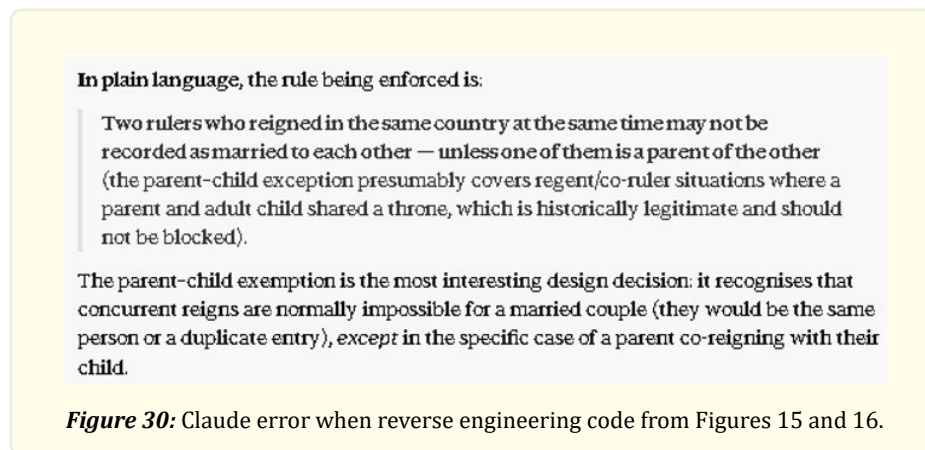 In plain language, the rule being enforced is:
Two rulers who reigned in the same country at the same time may not be
recorded as married to each other — unless one of them is a parent of the other
(the parent-child exception presumably covers regent/co-ruler situations where a
parent and adult child shared a throne, which is historically legitimate and should
not be blocked).
The parent-child exemption is the most interesting design decision: it recognises that
concurrent reigns are normally impossible for a married couple (they would be the same
person or a duplicate entry), except in the specific case of a parent co-reigning with their
child.
Figure 30: Claude error when reverse engineering code from Figures 15 and 16.